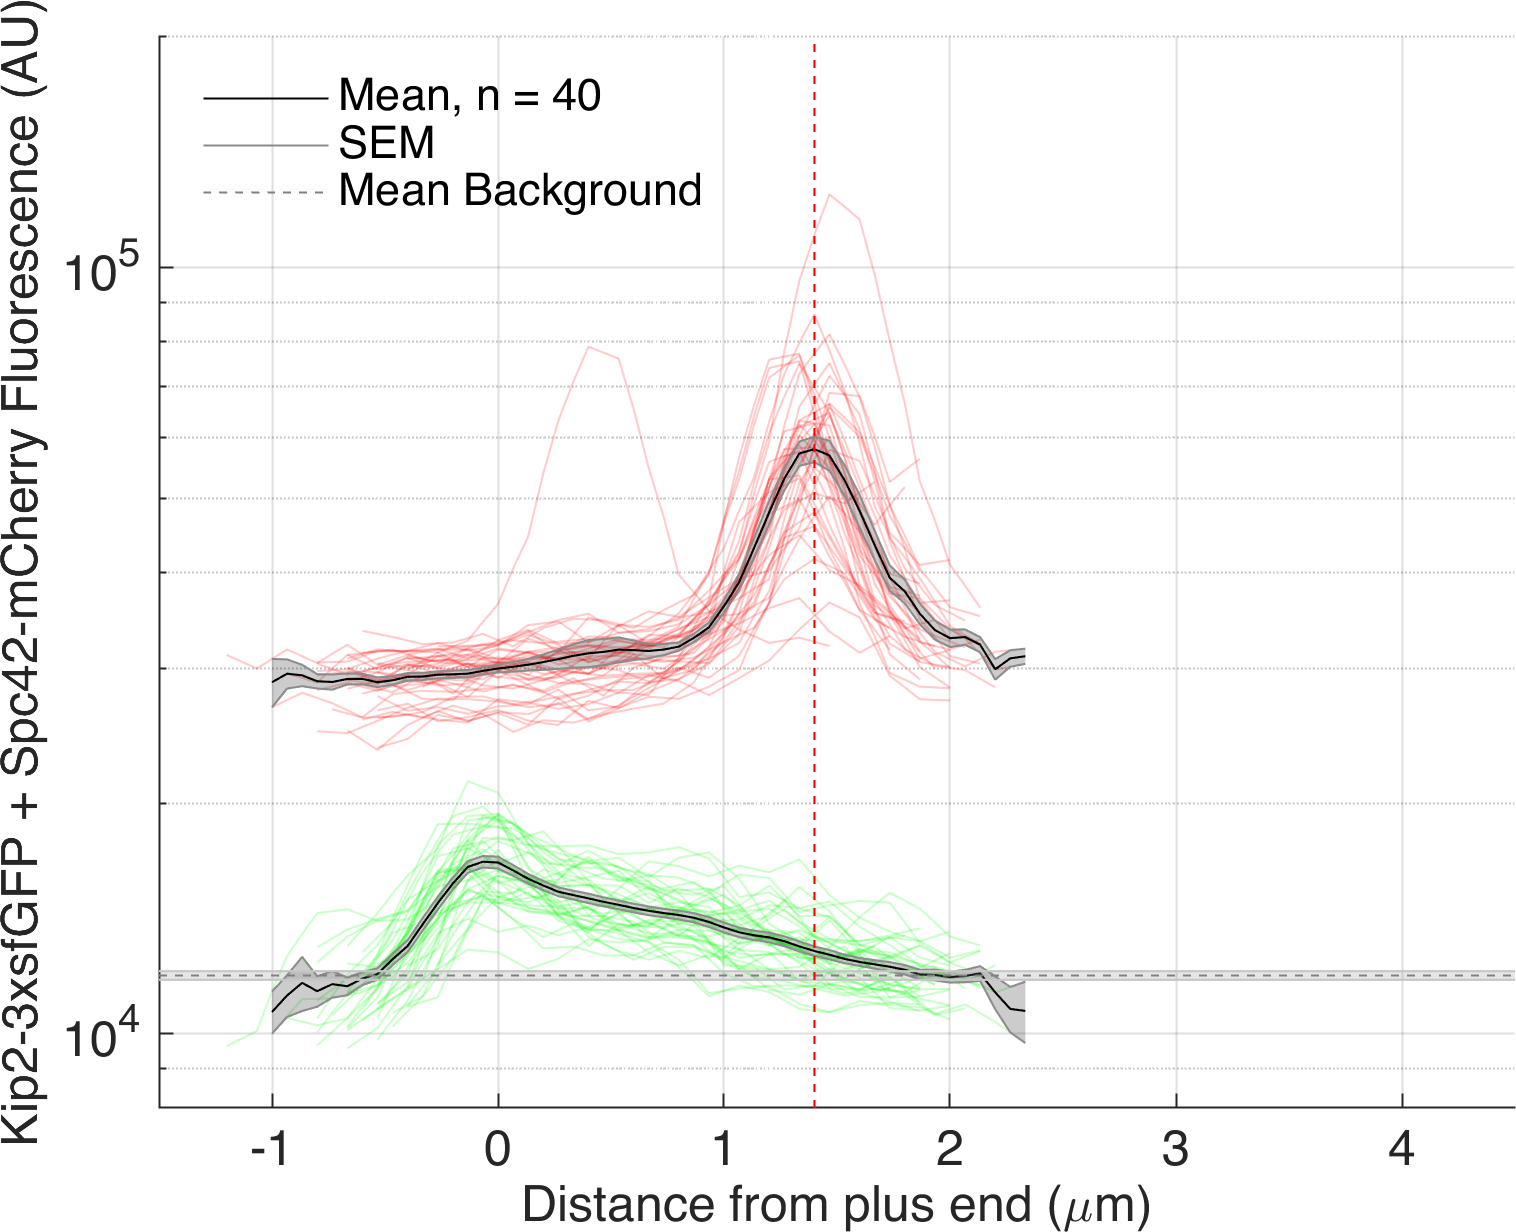 Kip2-3xsfGFP + Spc42-mCherry Fluorescence (AU)
Mean, n = 40
SEM
Mean Background
10^5
10^4
-1 0 1 2 3 4
Distance from plus end (μm)